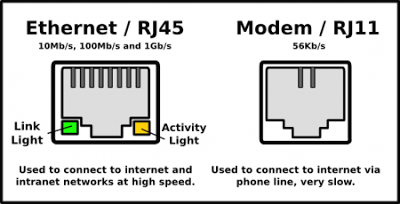 Ethernet / RJ45
10Mb/s, 100Mb/s and 1Gb/s
Link
Light
Activity
Light
Used to connect to internet and
intranet networks at high speed.
Modem / RJ11
56Kb/s
Used to connect to internet via
phone line, very slow.